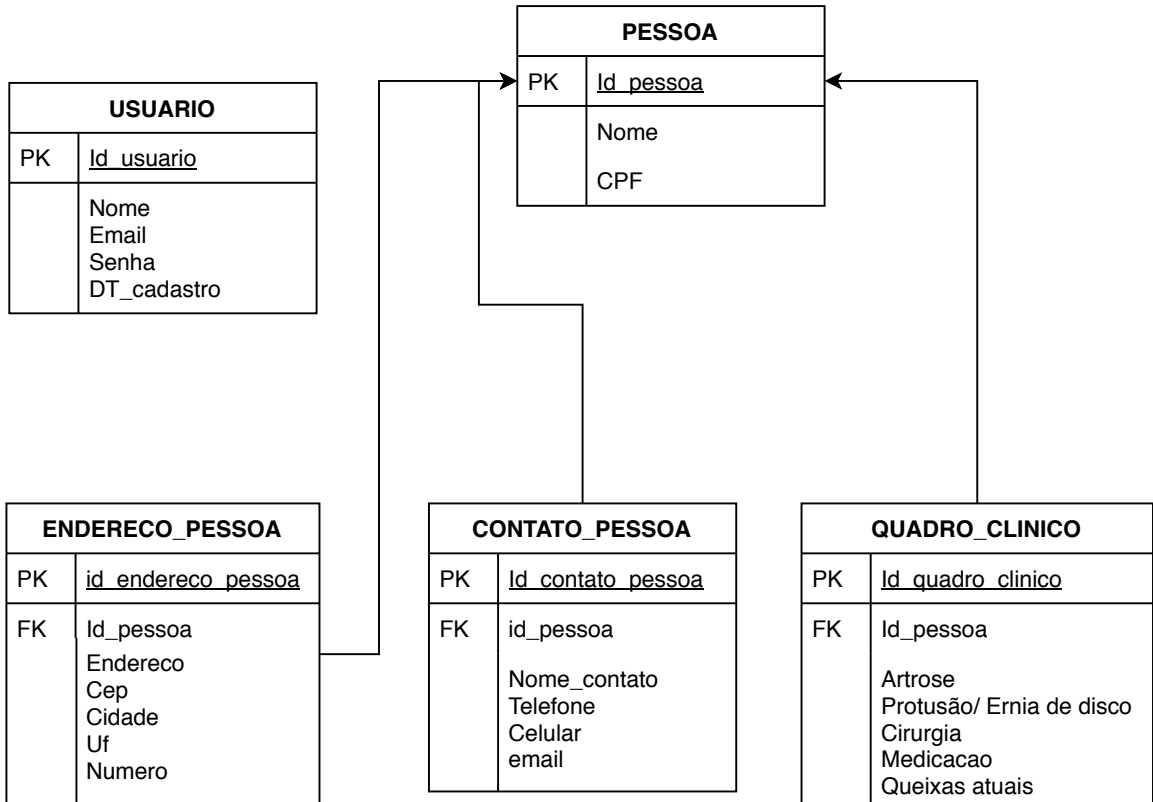 PESSOA
PK Id_pessoa
Nome
CPF
USUARIO
PK Id_usuario
Nome
Email
Senha
DT_cadastro
ENDERECO_PESSOA
PK id_endereco_pessoa
FK Id_pessoa
Endereco
Cep
Cidade
Uf
Numero
CONTATO_PESSOA
PK Id_contato_pessoa
FK id_pessoa
Nome_contato
Telefone
Celular
email
QUADRO_CLINICO
PK Id_quadro_clinico
FK Id_pessoa
Artrose
Protusão/ Ernia de disco
Cirurgia
Medicacao
Queixas atuais